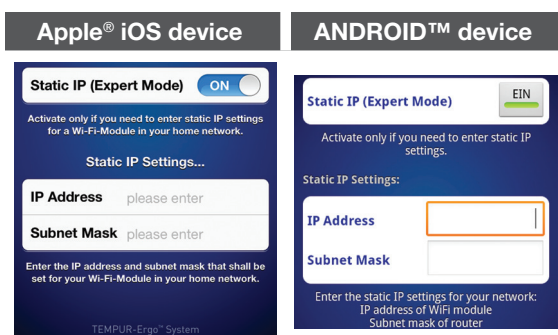 Apple® iOS device
Static IP (Expert Mode) ON
Activate only if you need to enter static IP settings
for a Wi-Fi-Module in your home network.
Static IP Settings...
IP Address please enter
Subnet Mask please enter
Enter the IP address and subnet mask that shall be
set for your Wi-Fi-Module in your home network.
TEMPUR-Ergo™ System
ANDROID™ device
Static IP (Expert Mode) EIN
Activate only if you need to enter static IP
settings.
Static IP Settings:
IP Address
Subnet Mask
Enter the static IP settings for your network:
IP address of WiFi module
Subnet mask of router